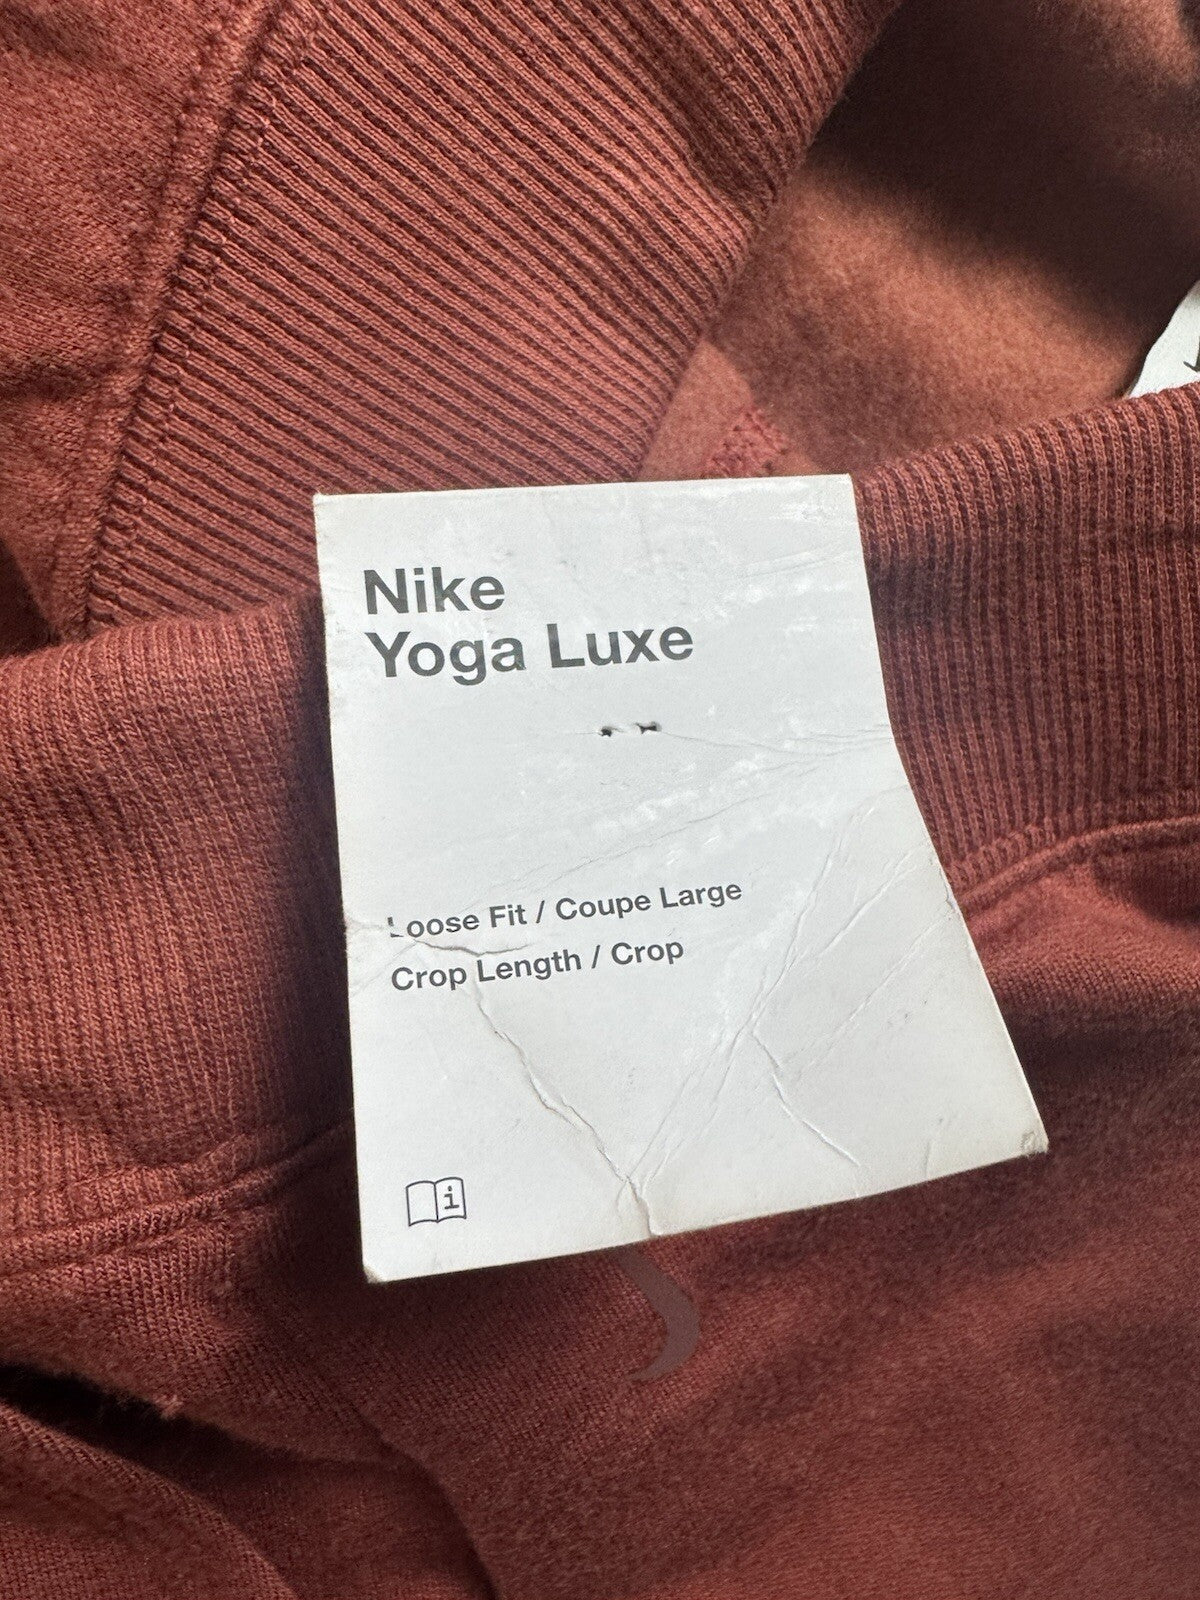 Nike
Yoga Luxe
Loose Fit / Coupe Large
Crop Length / Crop
i